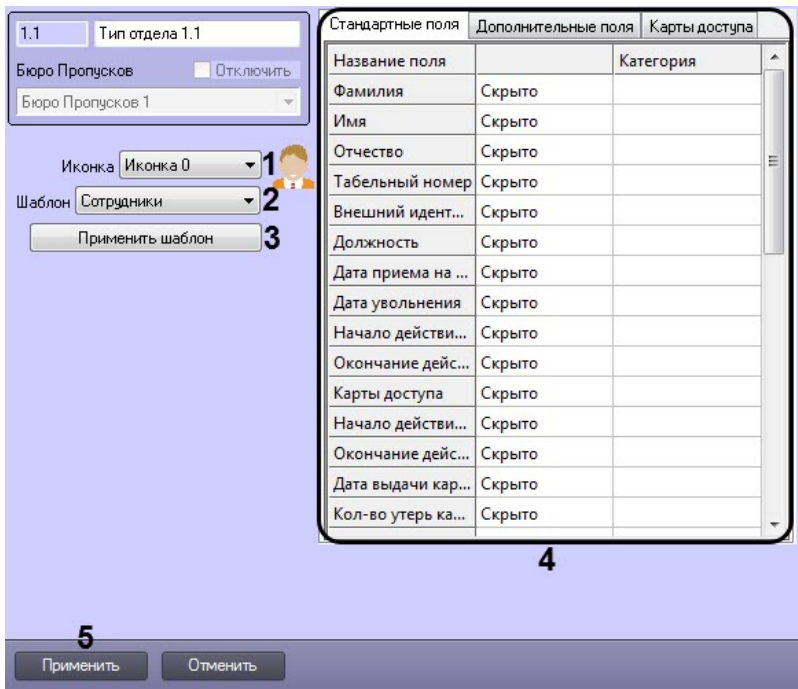 1.1 Тип отдела 1.1
Бюро Пропусков Отключить
Бюро Пропусков 1
Иконка Иконка 0 1
Шаблон Сотрудники 2
Применить шаблон 3
Стандартные поля Дополнительные поля Карты доступа
Название поля Категория
Фамилия Скрыто
Имя Скрыто
Отчество Скрыто
Табельный номер Скрыто
Внешний идент... Скрыто
Должность Скрыто
Дата приема на ... Скрыто
Дата увольнения Скрыто
Начало действи... Скрыто
Окончание дейс... Скрыто
Карты доступа Скрыто
Начало действи... Скрыто
Окончание дейс... Скрыто
Дата выдачи кар... Скрыто
Кол-во утерь ка... Скрыто
4
5
Применить Отменить